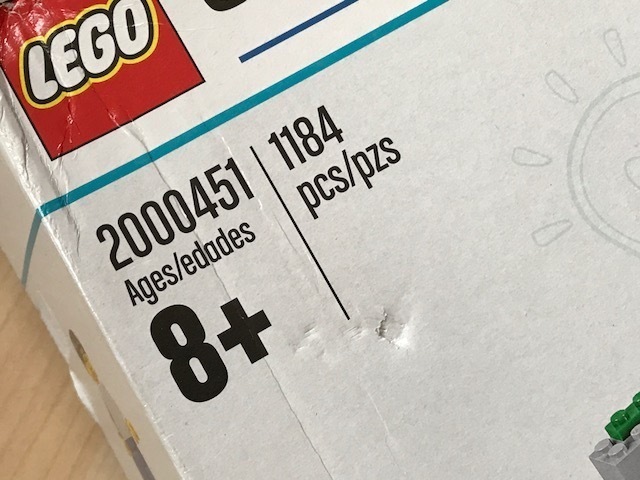 LEGO
2000451
Ages/edades
8+
1184
pcs/pzs